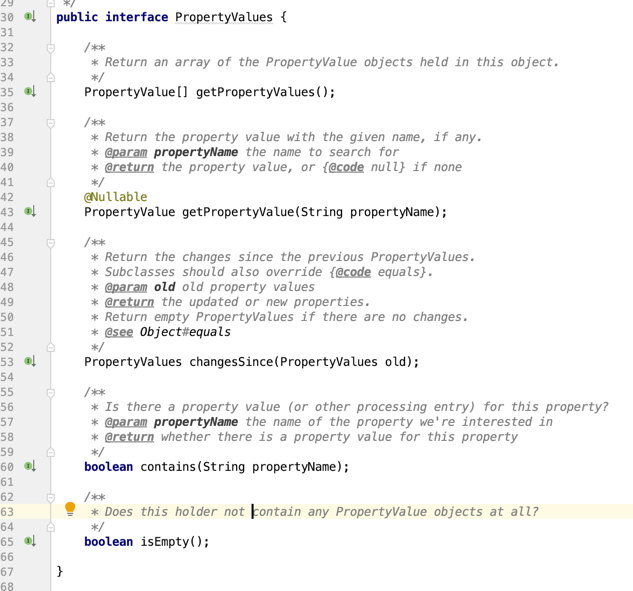 29 */
30 public interface PropertyValues {
31
32 /**
33 * Return an array of the PropertyValue objects held in this object.
34 */
35 PropertyValue[] getPropertyValues();
36
37 /**
38 * Return the property value with the given name, if any.
39 * @param propertyName the name to search for
40 * @return the property value, or {@code null} if none
41 */
42 @Nullable
43 PropertyValue getPropertyValue(String propertyName);
44
45 /**
46 * Return the changes since the previous PropertyValues.
47 * Subclasses should also override {@code equals}.
48 * @param old old property values
49 * @return the updated or new properties.
50 * Return empty PropertyValues if there are no changes.
51 * @see Object#equals
52 */
53 PropertyValues changesSince(PropertyValues old);
54
55 /**
56 * Is there a property value (or other processing entry) for this property?
57 * @param propertyName the name of the property we're interested in
58 * @return whether there is a property value for this property
59 */
60 boolean contains(String propertyName);
61
62 /**
63 * Does this holder not contain any PropertyValue objects at all?
64 */
65 boolean isEmpty();
66
67 }
68